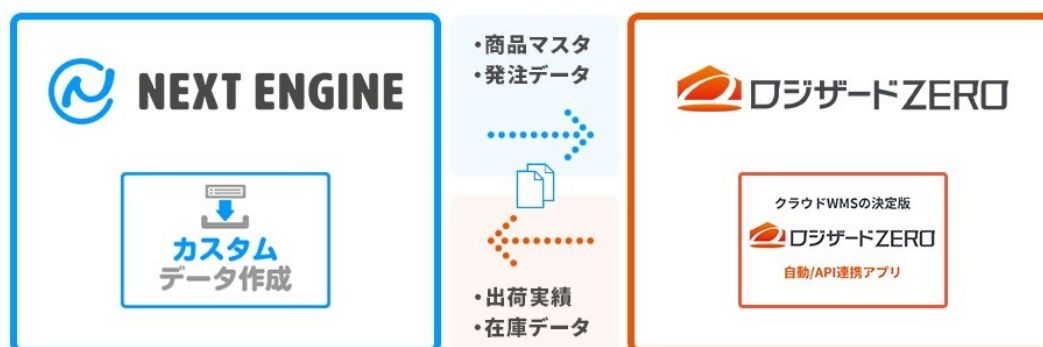 NEXT ENGINE
カスタム
データ作成
・商品マスタ
・発注データ
・出荷実績
・在庫データ
ロジザードZERO
クラウドWMSの決定版
ロジザードZERO
自動/API連携アプリ